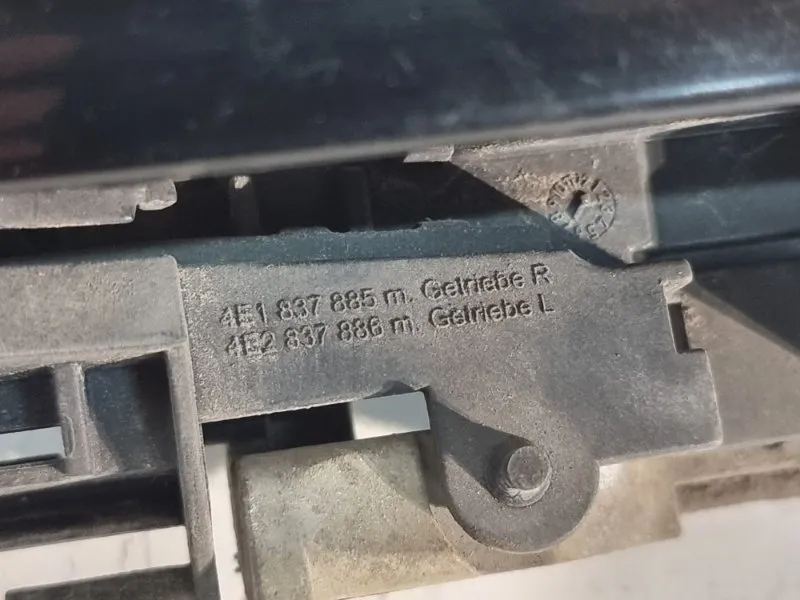 4E1 837 885 m. Getriebe R
4E2 837 886 m. Getriebe L